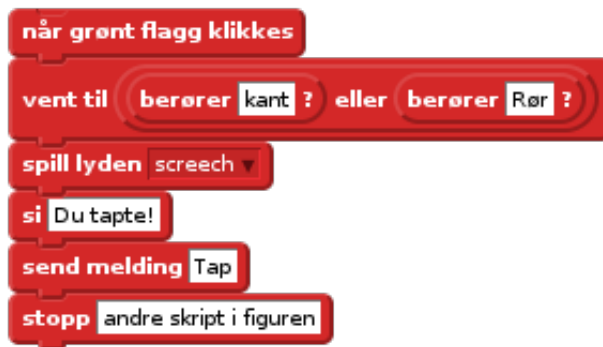 når grønt flagg klikkes
vent til berører kant ? eller berører Rør ?
spill lyden screech
si Du tapte!
send melding Tap
stopp andre skript i figuren